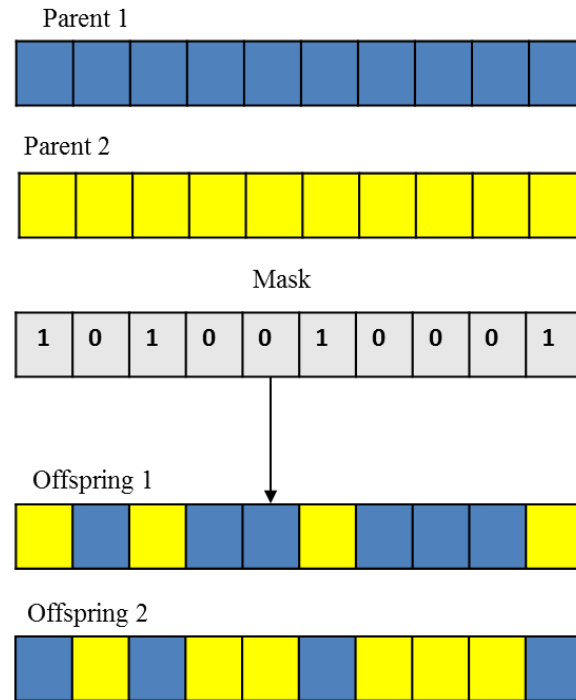 Parent 1
Parent 2
Mask
1 0 1 0 0 1 0 0 0 1
Offspring 1
Offspring 2